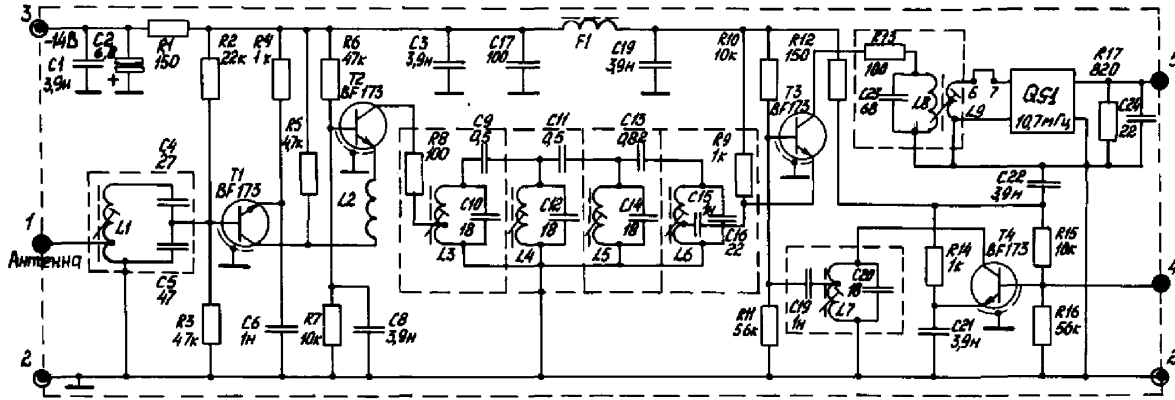 3
-14В
C1
3,9н
C2
6,8
+
R1
150
R2
22к
R4
1к
R5
47к
R6
47к
T2
BF173
C3
3,9н
C17
100
F1
C19
3,9н
R10
10к
R12
150
T3
BF173
R13
100
C23
68
L8
L9
6
7
QS1
10,7мГц
R17
820
5
C24
22
C4
27
T1
BF173
1
Антенна
L1
C5
47
L2
R8
100
C9
0,5
C10
18
L3
C11
0,5
C12
18
L4
C13
0,82
C14
18
L5
R9
1к
C15
1н
C16
22
L6
C22
3,9н
R14
1к
T4
BF173
R15
10к
4
R3
47к
C6
1н
R7
10к
C8
3,9н
R11
56к
C19
1н
C20
18
L7
C21
3,9н
R16
56к
2
2